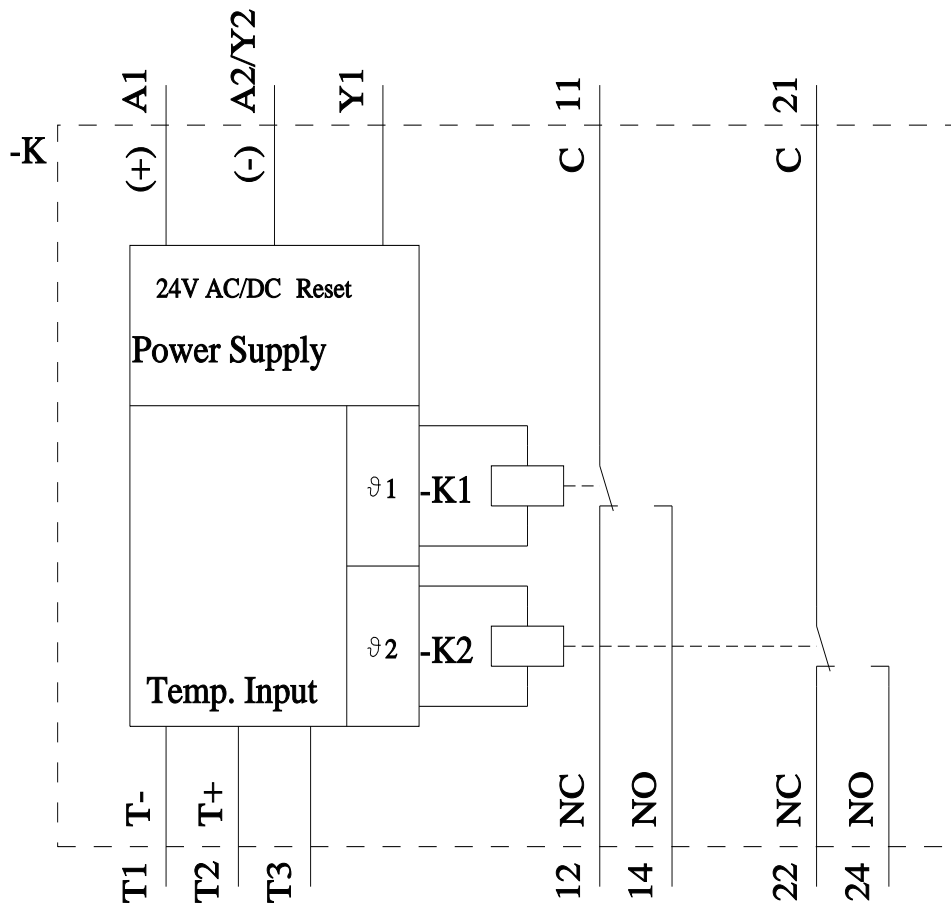 A1
A2/Y2
Y1
11
21
-K
(+)
(-)
C
C
24V AC/DC Reset
Power Supply
ϑ1
-K1
ϑ2
-K2
Temp. Input
T-
T+
NC
NO
NC
NO
T1
T2
T3
12
14
22
24